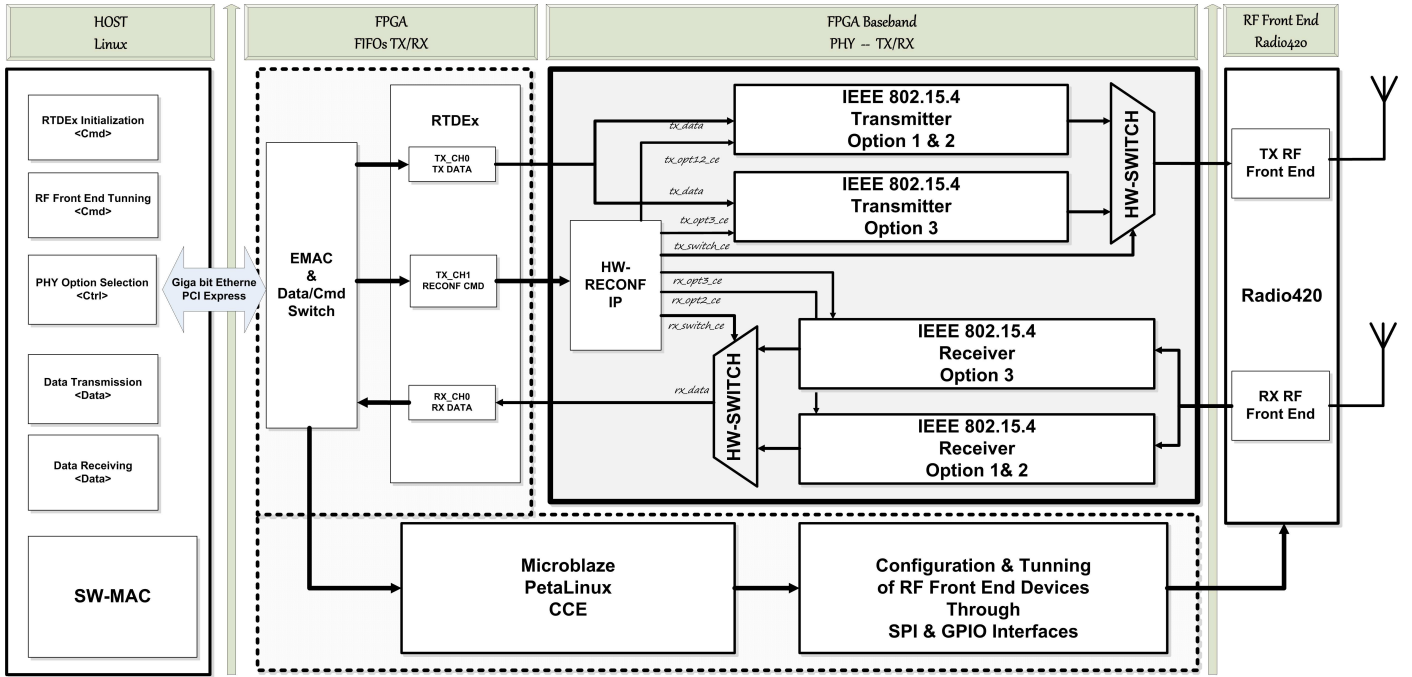 HOST
Linux
FPGA
FIFOs TX/RX
FPGA Baseband
PHY -- TX/RX
RF Front End
Radio420
RTDEx Initialization
<Cmd>
RF Front End Tunning
<Cmd>
PHY Option Selection
<Ctrl>
Data Transmission
<Data>
Data Receiving
<Data>
SW-MAC
Giga bit Etherne
PCI Express
EMAC
&
Data/Cmd
Switch
RTDEx
TX_CH0
TX DATA
TX_CH1
RECONF CMD
RX_CH0
RX DATA
HW-
RECONF
IP
tx_data
tx_opt12_ce
tx_data
tx_opt3_ce
tx_switch_ce
rx_opt3_ce
rx_opt2_ce
rx_switch_ce
rx_data
IEEE 802.15.4
Transmitter
Option 1 & 2
IEEE 802.15.4
Transmitter
Option 3
HW-SWITCH
IEEE 802.15.4
Receiver
Option 3
IEEE 802.15.4
Receiver
Option 1& 2
HW-SWITCH
TX RF
Front End
Radio420
RX RF
Front End
Microblaze
PetaLinux
CCE
Configuration & Tunning
of RF Front End Devices
Through
SPI & GPIO Interfaces